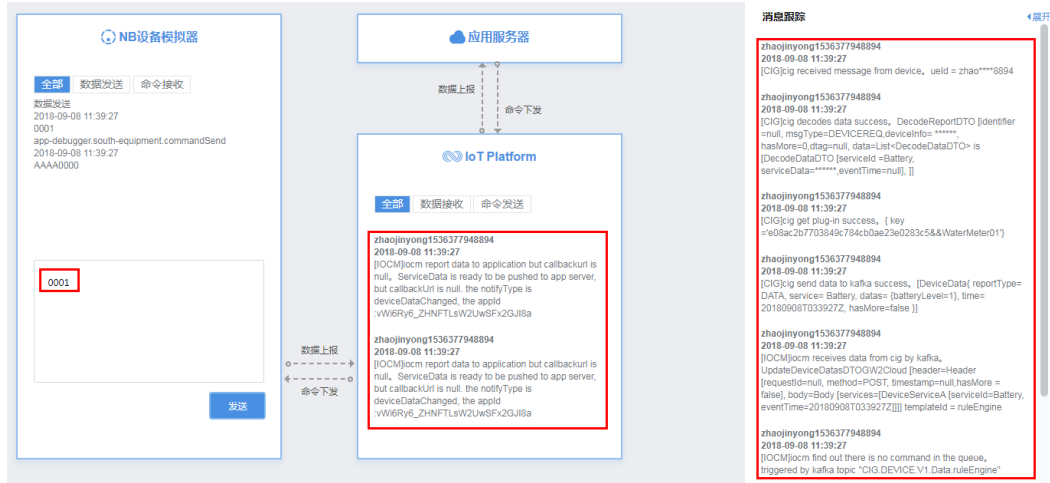 NB设备模拟器
全部 数据发送 命令接收
数据发送
2018-09-08 11:39:27
0001
app-debugger.south-equipment.commandSend
2018-09-08 11:39:27
AAAA0000
0001
发送
数据上报
命令下发
应用服务器
数据上报
命令下发
IoT Platform
全部 数据接收 命令发送
zhaojinyong1536377948894
2018-09-08 11:39:27
[IOCM]iocm report data to application but callbackurl is
null。ServiceData is ready to be pushed to app server,
but callbackUrl is null. the notifyType is
deviceDataChanged, the appId
:vWi6Ry6_ZHNFTLsW2UwSFx2GJl8a
zhaojinyong1536377948894
2018-09-08 11:39:27
[IOCM]iocm report data to application but callbackurl is
null。ServiceData is ready to be pushed to app server,
but callbackUrl is null. the notifyType is
deviceDataChanged, the appId
:vWi6Ry6_ZHNFTLsW2UwSFx2GJl8a
消息跟踪
展开
zhaojinyong1536377948894
2018-09-08 11:39:27
[CIG]cig received message from device。ueId = zhao****8894
zhaojinyong1536377948894
2018-09-08 11:39:27
[CIG]cig decodes data success。DecodeReportDTO [identifier
=null, msgType=DEVICEREQ,deviceInfo= ******,
hasMore=0,dtag=null, data=List<DecodeDataDTO> is
[DecodeDataDTO [serviceId =Battery,
serviceData=******,eventTime=null], ]]
zhaojinyong1536377948894
2018-09-08 11:39:27
[CIG]cig get plug-in success。{ key
='e08ac2b7703849c784cb0ae23e0283c5&&WaterMeter01'}
zhaojinyong1536377948894
2018-09-08 11:39:27
[CIG]cig send data to kafka success。[DeviceData{ reportType=
DATA, service= Battery, datas= {batteryLevel=1}, time=
20180908T033927Z, hasMore=false }]
zhaojinyong1536377948894
2018-09-08 11:39:27
[IOCM]iocm receives data from cig by kafka。
UpdateDeviceDatasDTOGW2Cloud [header=Header
[requestId=null, method=POST, timestamp=null,hasMore =
false], body=Body [services=[DeviceServiceA [serviceId=Battery,
eventTime=20180908T033927Z]]]] templateId = ruleEngine
zhaojinyong1536377948894
2018-09-08 11:39:27
[IOCM]iocm find out there is no command in the queue。
triggered by kafka topic "CIG.DEVICE.V1.Data.ruleEngine"